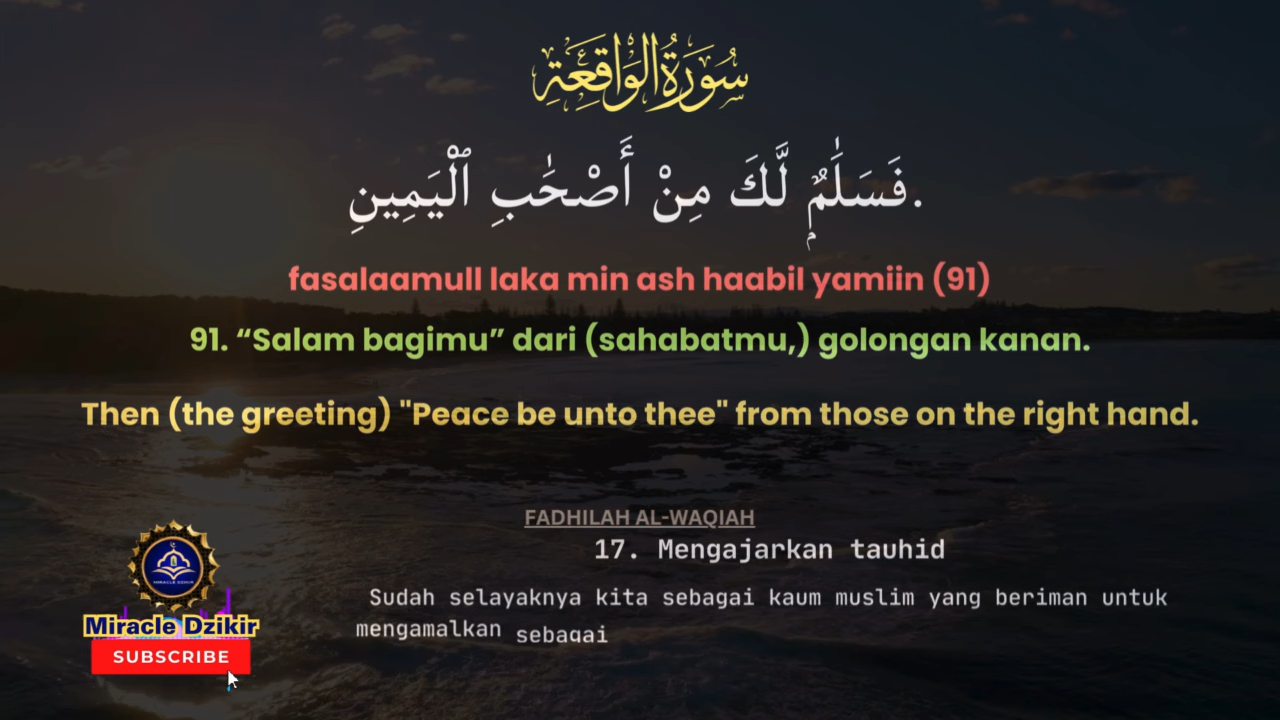 سُورَةُ الْوَاقِعَةِ
فَسَلَٰمٌۭ لَّكَ مِنْ أَصْحَٰبِ ٱلْيَمِينِ.
fasalaamull laka min ash haabil yamiin (91)
91. “Salam bagimu” dari (sahabatmu,) golongan kanan.
Then (the greeting) "Peace be unto thee" from those on the right hand.
FADHILAH AL-WAQIAH
17. Mengajarkan tauhid
Sudah selayaknya kita sebagai kaum muslim yang beriman untuk
mengamalkan sebagai
MIRACLE DZIKIR
Miracle Dzikir
SUBSCRIBE